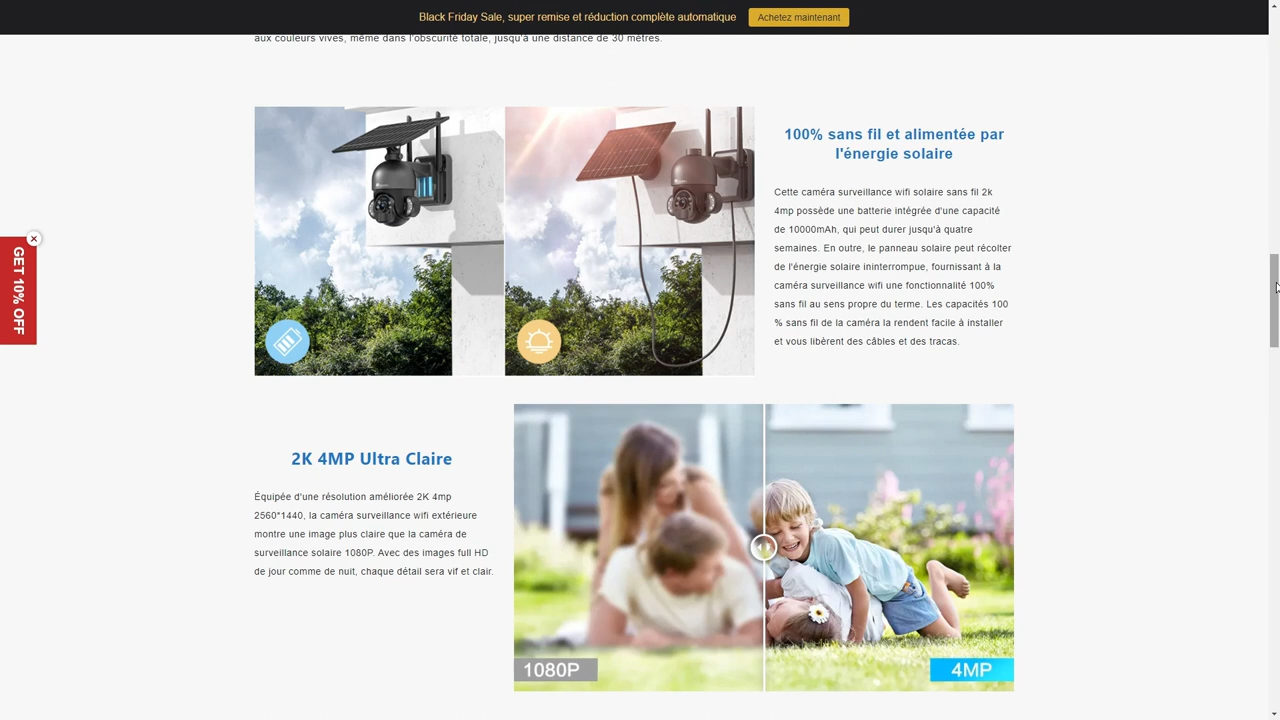 Black Friday Sale, super remise et réduction complète automatique
Achetez maintenant
aux couleurs vives, même dans l'obscurité totale, jusqu'à une distance de 30 mètres.
GET 10% OFF
100% sans fil et alimentée par
l'énergie solaire
Cette caméra surveillance wifi solaire sans fil 2k
4mp possède une batterie intégrée d'une capacité
de 10000mAh, qui peut durer jusqu'à quatre
semaines. En outre, le panneau solaire peut récolter
de l'énergie solaire ininterrompue, fournissant à la
caméra surveillance wifi une fonctionnalité 100%
sans fil au sens propre du terme. Les capacités 100
% sans fil de la caméra la rendent facile à installer
et vous libèrent des câbles et des tracas.
2K 4MP Ultra Claire
Équipée d'une résolution améliorée 2K 4mp
2560*1440, la caméra surveillance wifi extérieure
montre une image plus claire que la caméra de
surveillance solaire 1080P. Avec des images full HD
de jour comme de nuit, chaque détail sera vif et clair.
1080P
4MP